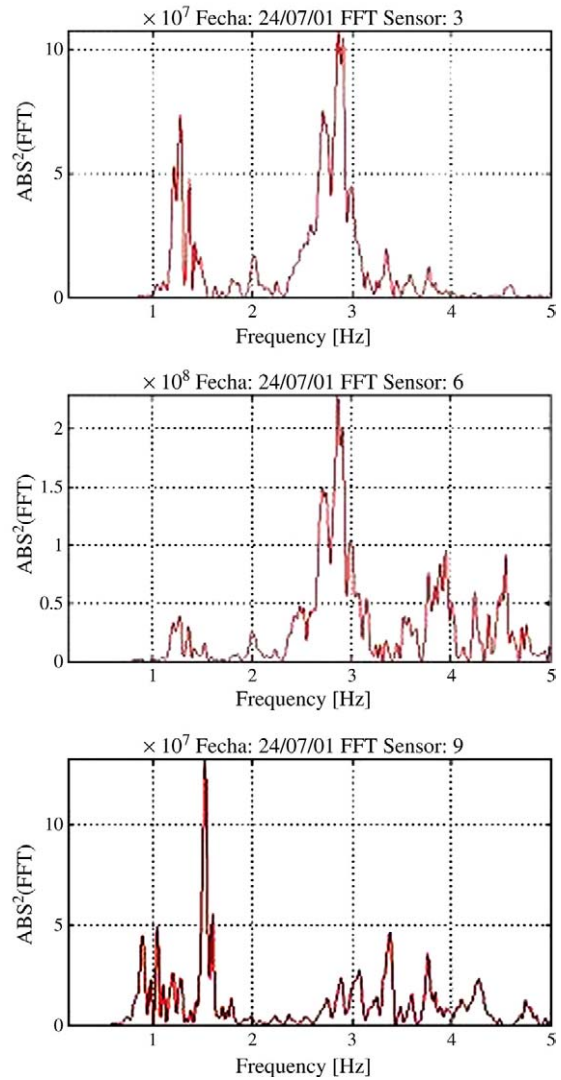 × 10⁷ Fecha: 24/07/01 FFT Sensor: 3
10
5
0
ABS²(FFT)
1 2 3 4 5
Frequency [Hz]
× 10⁸ Fecha: 24/07/01 FFT Sensor: 6
2
1.5
1
0.5
0
ABS²(FFT)
1 2 3 4 5
Frequency [Hz]
× 10⁷ Fecha: 24/07/01 FFT Sensor: 9
10
5
0
ABS²(FFT)
1 2 3 4 5
Frequency [Hz]